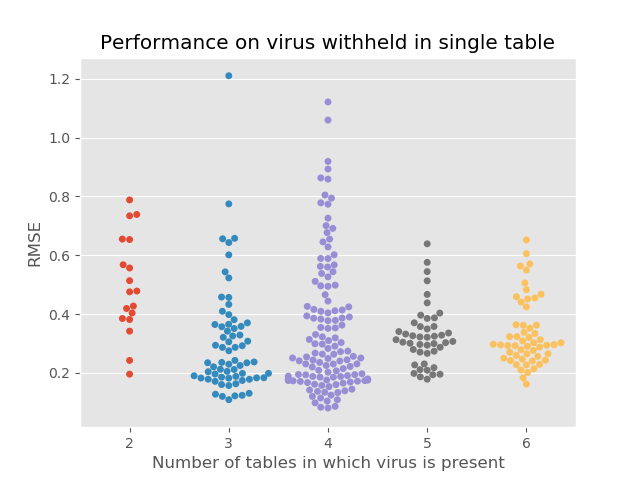 Performance on virus withheld in single table
1.2
1.0
0.8
0.6
0.4
0.2
RMSE
2 3 4 5 6
Number of tables in which virus is present